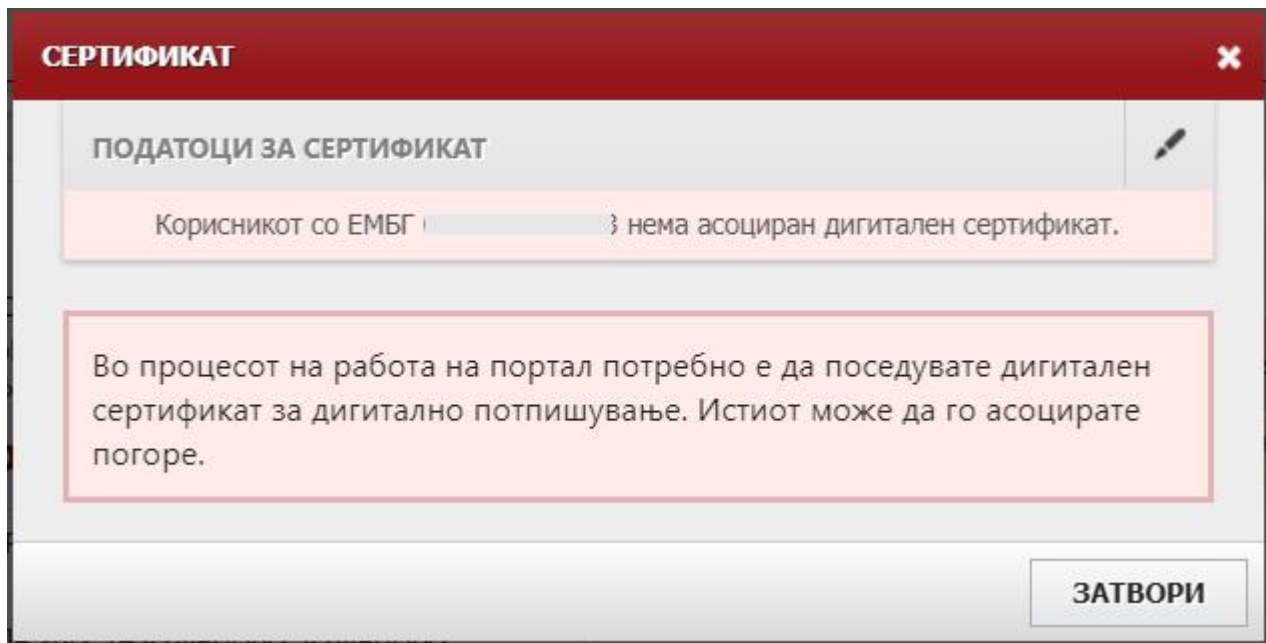 СЕРТИФИКАТ
ПОДАТОЦИ ЗА СЕРТИФИКАТ
Корисникот со ЕМБГ нема асоциран дигитален сертификат.
Во процесот на работа на портал потребно е да поседувате дигитален
сертификат за дигитално потпишување. Истиот може да го асоцирате
погоре.
ЗАТВОРИ